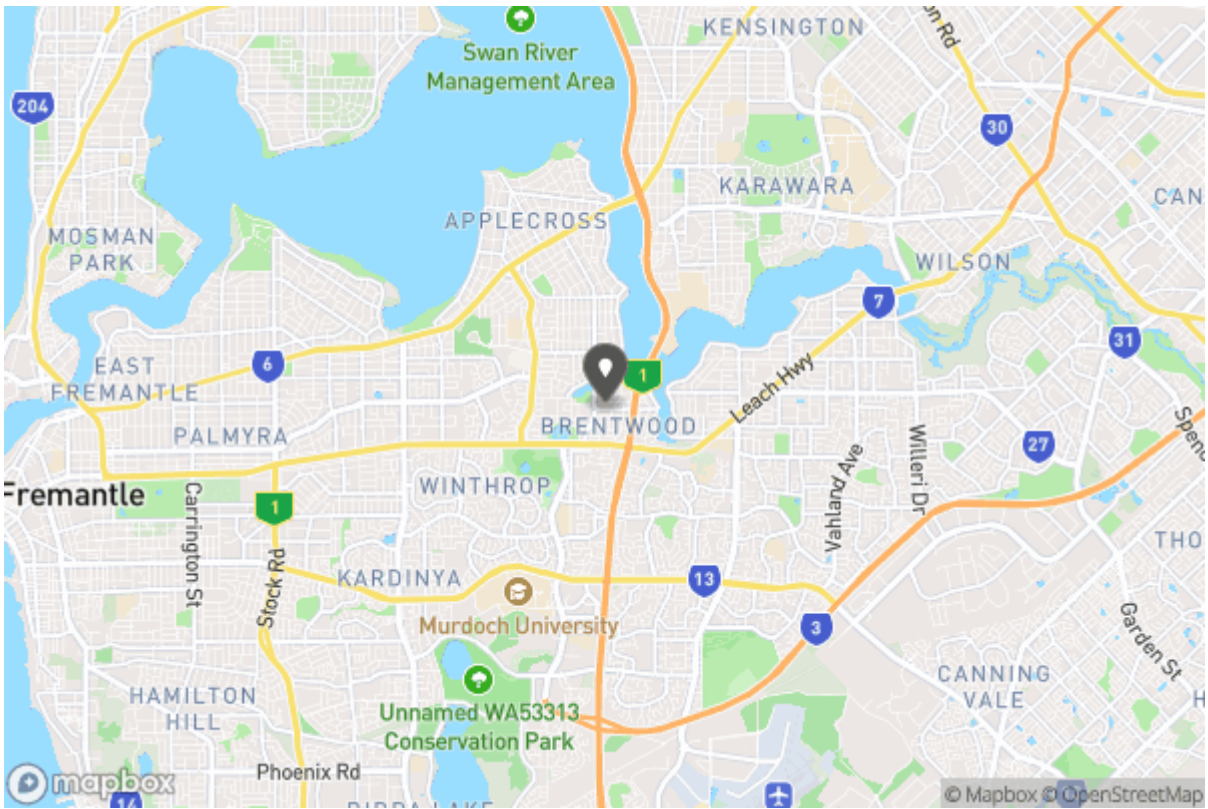 KENSINGTON
on Rd
Swan River
Management Area
204
30
KARAWARA
CAN
APPLECROSS
MOSMAN
PARK
WILSON
7
31
6
EAST
FREMANTLE
1
Leach Hwy
BRENTWOOD
PALMYRA
Spenc
27
Willeri Dr
Vahland Ave
WINTHROP
Fremantle
Carrington St
1
Stock Rd
THO
KARDINYA
13
Murdoch University
3
Garden St
CANNING
VALE
HAMILTON
HILL
Unnamed WA53313
Conservation Park
H
Phoenix Rd
mapbox
14
© Mapbox © OpenStreetMap